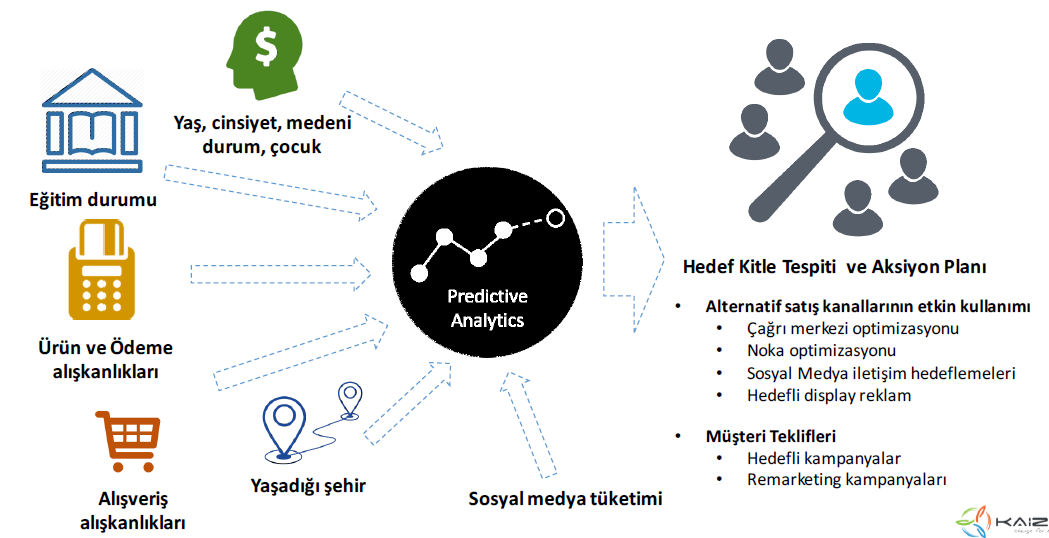 Yaş, cinsiyet, medeni
durum, çocuk
Eğitim durumu
Ürün ve Ödeme
alışkanlıkları
Alışveriş
alışkanlıkları
Yaşadığı şehir
Sosyal medya tüketimi
$
Predictive
Analytics
Hedef Kitle Tespiti ve Aksiyon Planı
• Alternatif satış kanallarının etkin kullanımı
• Çağrı merkezi optimizasyonu
• Noka optimizasyonu
• Sosyal Medya iletişim hedeflemeleri
• Hedefli display reklam
• Müşteri Teklifleri
• Hedefli kampanyalar
• Remarketing kampanyaları
KAIZ